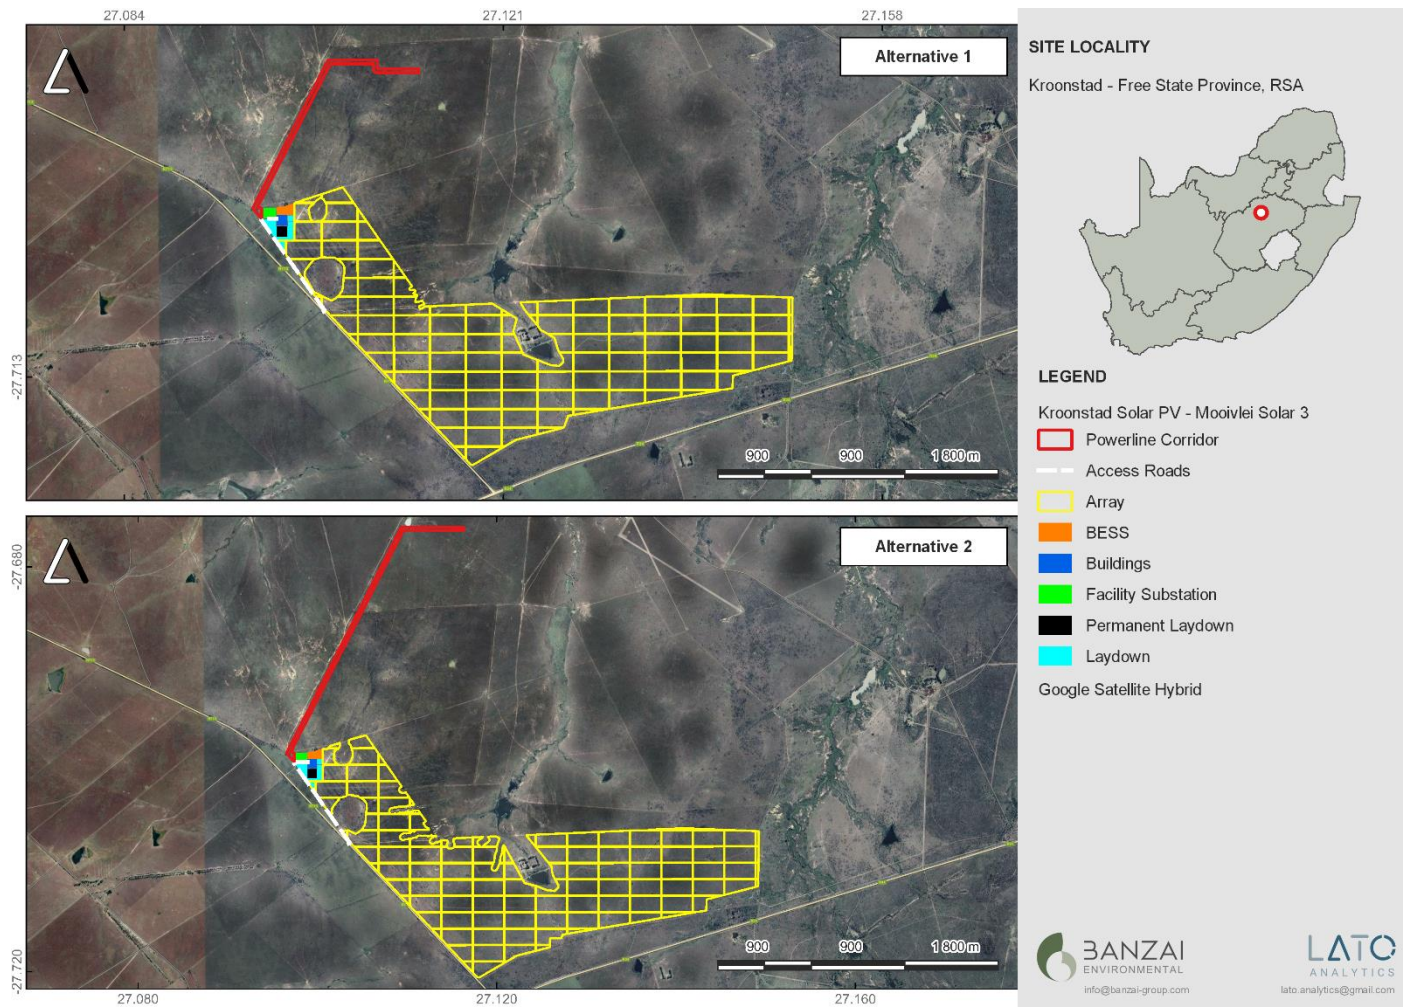 27.084
27.121
27.158
Alternative 1
-27.713
900
900
1 800 m
Alternative 2
-27.680
900
900
1 800 m
-27.720
27.080
27.120
27.160
SITE LOCALITY
Kroonstad - Free State Province, RSA
LEGEND
Kroonstad Solar PV - Mooivlei Solar 3
Powerline Corridor
Access Roads
Array
BESS
Buildings
Facility Substation
Permanent Laydown
Laydown
Google Satellite Hybrid
BANZAI
ENVIRONMENTAL
info@banzai-group.com
LATO
ANALYTICS
lato.analytics@gmail.com